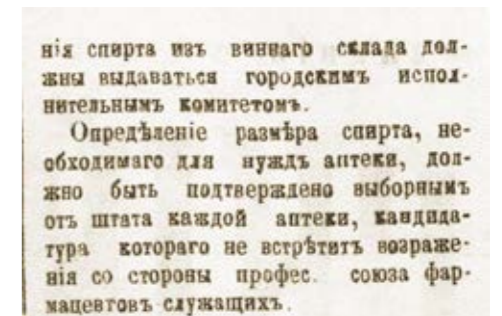 нія спирта изъ виннаго склада дол-
жны выдаваться городскимъ испол-
нительнымъ комитетомъ.
Опредѣленіе размѣра спирта, не-
обходимаго для нуждъ аптеки, дол-
жно быть подтверждено выборнымъ
отъ штата каждой аптеки, кандида-
тура котораго не встрѣтитъ возраже-
нія со стороны профес. союза фар-
мацевтовъ служащихъ.